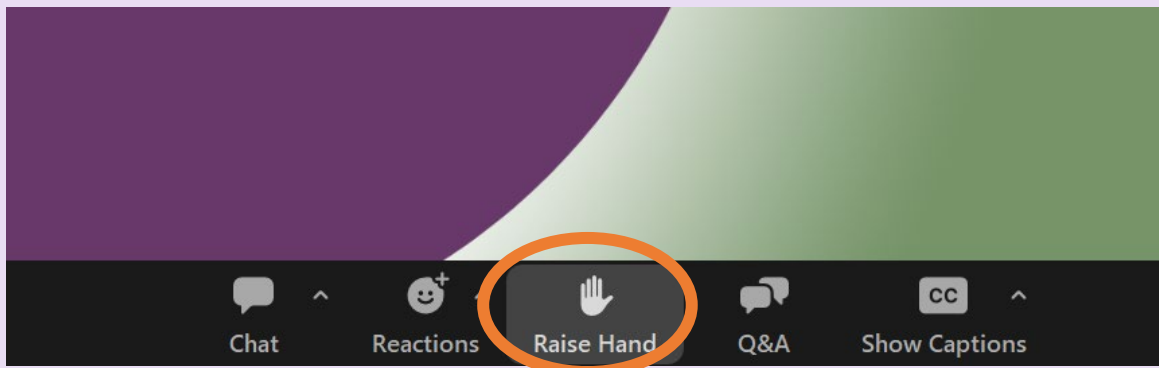 CC
Chat
Reactions
Raise Hand
Q&A
Show Captions